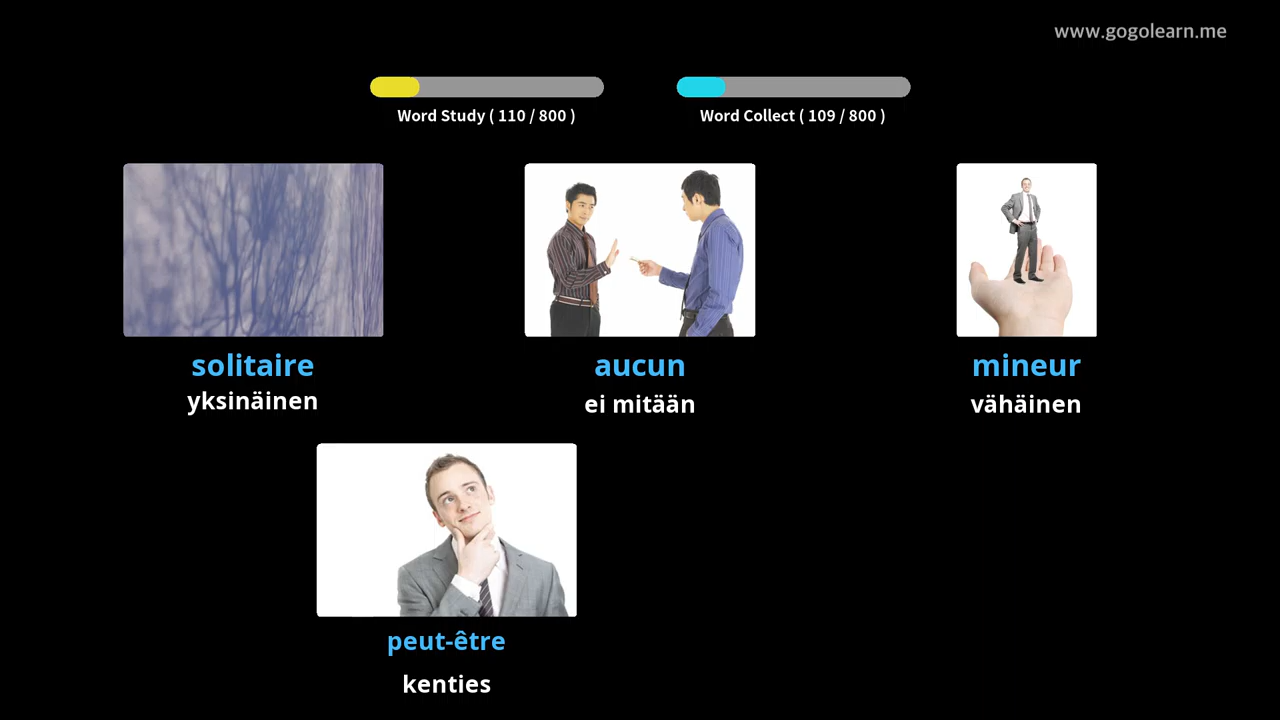 www.gogolearn.me
Word Study ( 110 / 800 )
Word Collect ( 109 / 800 )
solitaire
yksinäinen
aucun
ei mitään
mineur
vähäinen
peut-être
kenties